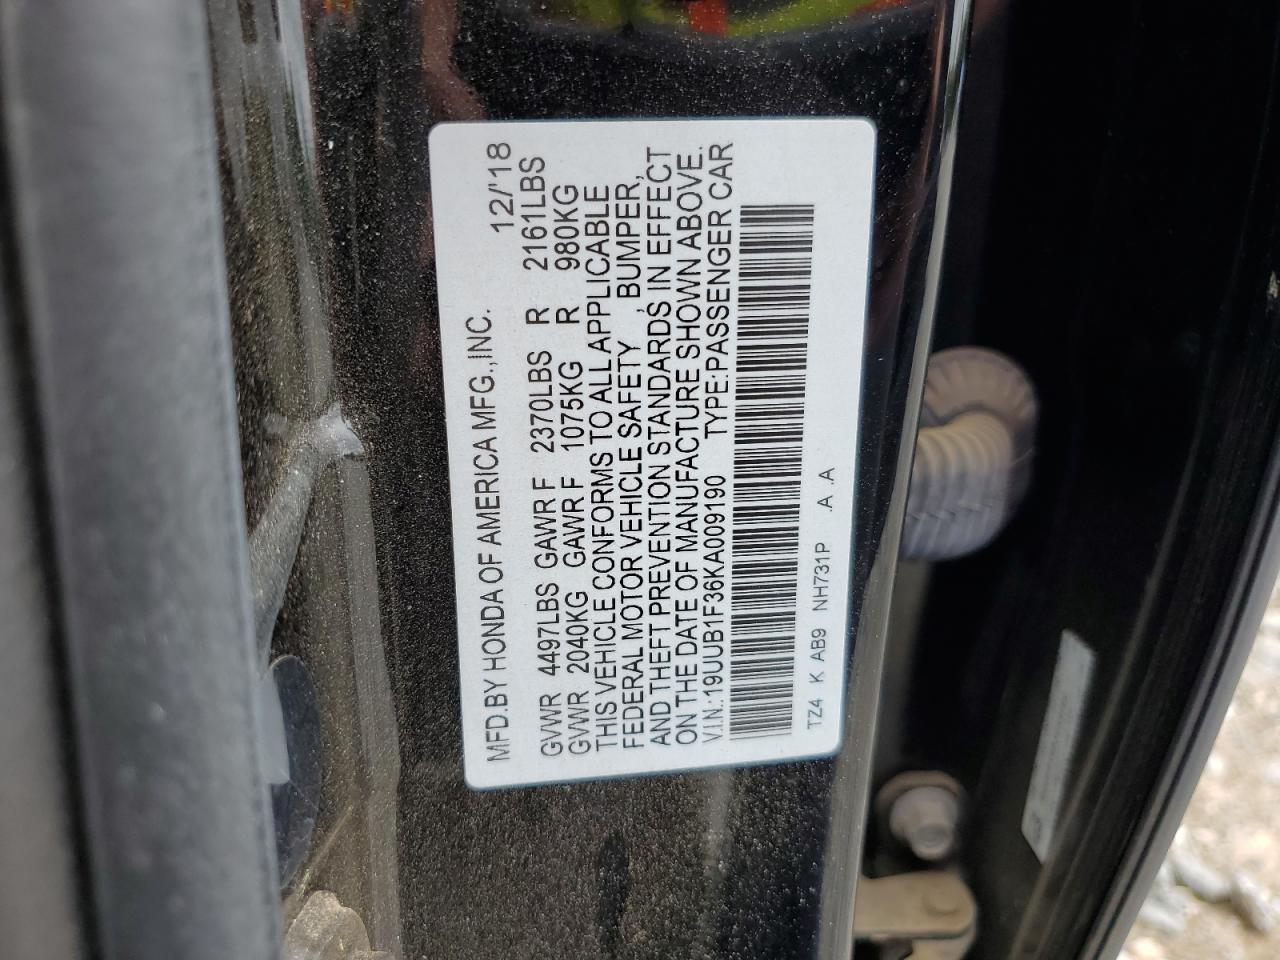 MFD.BY HONDA OF AMERICA MFG.,INC. 12/'18
GVWR 4497LBS GAWR F 2370LBS R 2161LBS
GVWR 2040KG GAWR F 1075KG R 980KG
THIS VEHICLE CONFORMS TO ALL APPLICABLE
FEDERAL MOTOR VEHICLE SAFETY , BUMPER,
AND THEFT PREVENTION STANDARDS IN EFFECT
ON THE DATE OF MANUFACTURE SHOWN ABOVE.
V.I.N.:19UUB1F36KA009190 TYPE:PASSENGER CAR
TZ4 K AB9 NH731P .A .A